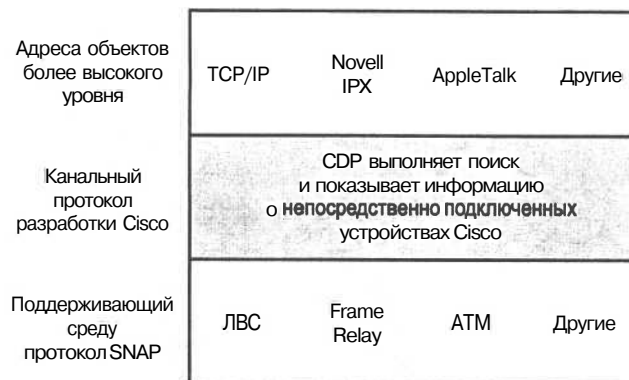 Адреса объектов
более высокого
уровня
TCP/IP
Novell
IPX
AppleTalk
Другие
Канальный
протокол
разработки Cisco
CDP выполняет поиск
и показывает информацию
о непосредственно подключенных
устройствах Cisco
Поддерживающий
среду
протокол SNAP
ЛВС
Frame
Relay
ATM
Другие